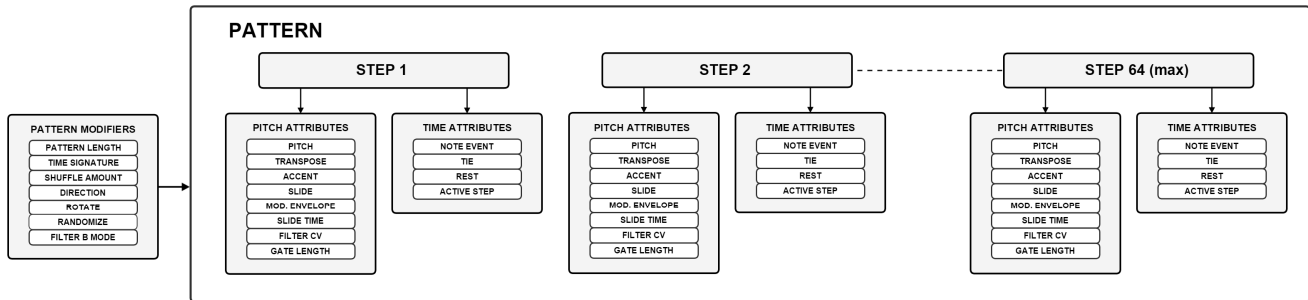 PATTERN
STEP 1
STEP 2
STEP 64 (max)
PATTERN MODIFIERS
PATTERN LENGTH
TIME SIGNATURE
SHUFFLE AMOUNT
DIRECTION
ROTATE
RANDOMIZE
FILTER B MODE
PITCH ATTRIBUTES
PITCH
TRANSPOSE
ACCENT
SLIDE
MOD. ENVELOPE
SLIDE TIME
FILTER CV
GATE LENGTH
TIME ATTRIBUTES
NOTE EVENT
TIE
REST
ACTIVE STEP
PITCH ATTRIBUTES
PITCH
TRANSPOSE
ACCENT
SLIDE
MOD. ENVELOPE
SLIDE TIME
FILTER CV
GATE LENGTH
TIME ATTRIBUTES
NOTE EVENT
TIE
REST
ACTIVE STEP
PITCH ATTRIBUTES
PITCH
TRANSPOSE
ACCENT
SLIDE
MOD. ENVELOPE
SLIDE TIME
FILTER CV
GATE LENGTH
TIME ATTRIBUTES
NOTE EVENT
TIE
REST
ACTIVE STEP